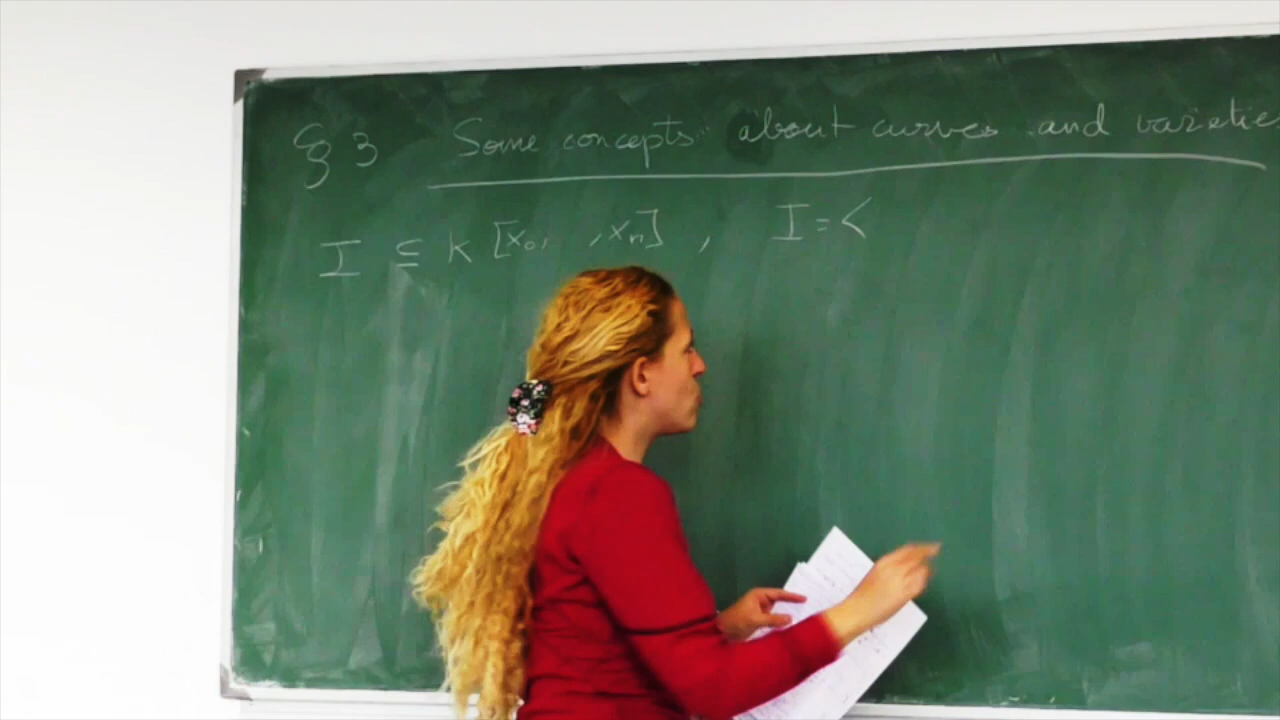 § 3 Some concepts about curves and varietie
I ⊆ K [x₀, , xₙ] , I = <